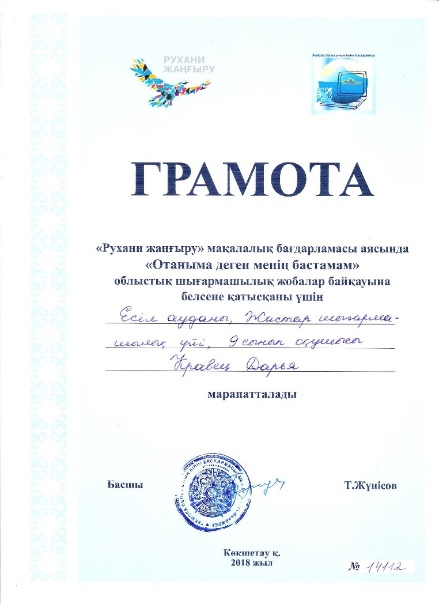 РУХАНИ
ЖАҢҒЫРУ
ГРАМОТА
«Рухани жаңғыру» мақалалық бағдарламасы аясында
«Отаныма деген менің бастамам»
облыстық шығармашылық жобалар байқауына
белсене қатысқаны үшін
Есіл ауданы, Жастар шығарма-
шылық үйі, 9 сынып оқушысы
Кравец Дарья
марапатталады
Басшы Т.Жүнісов
Көкшетау қ.
2018 жыл
№ 14112